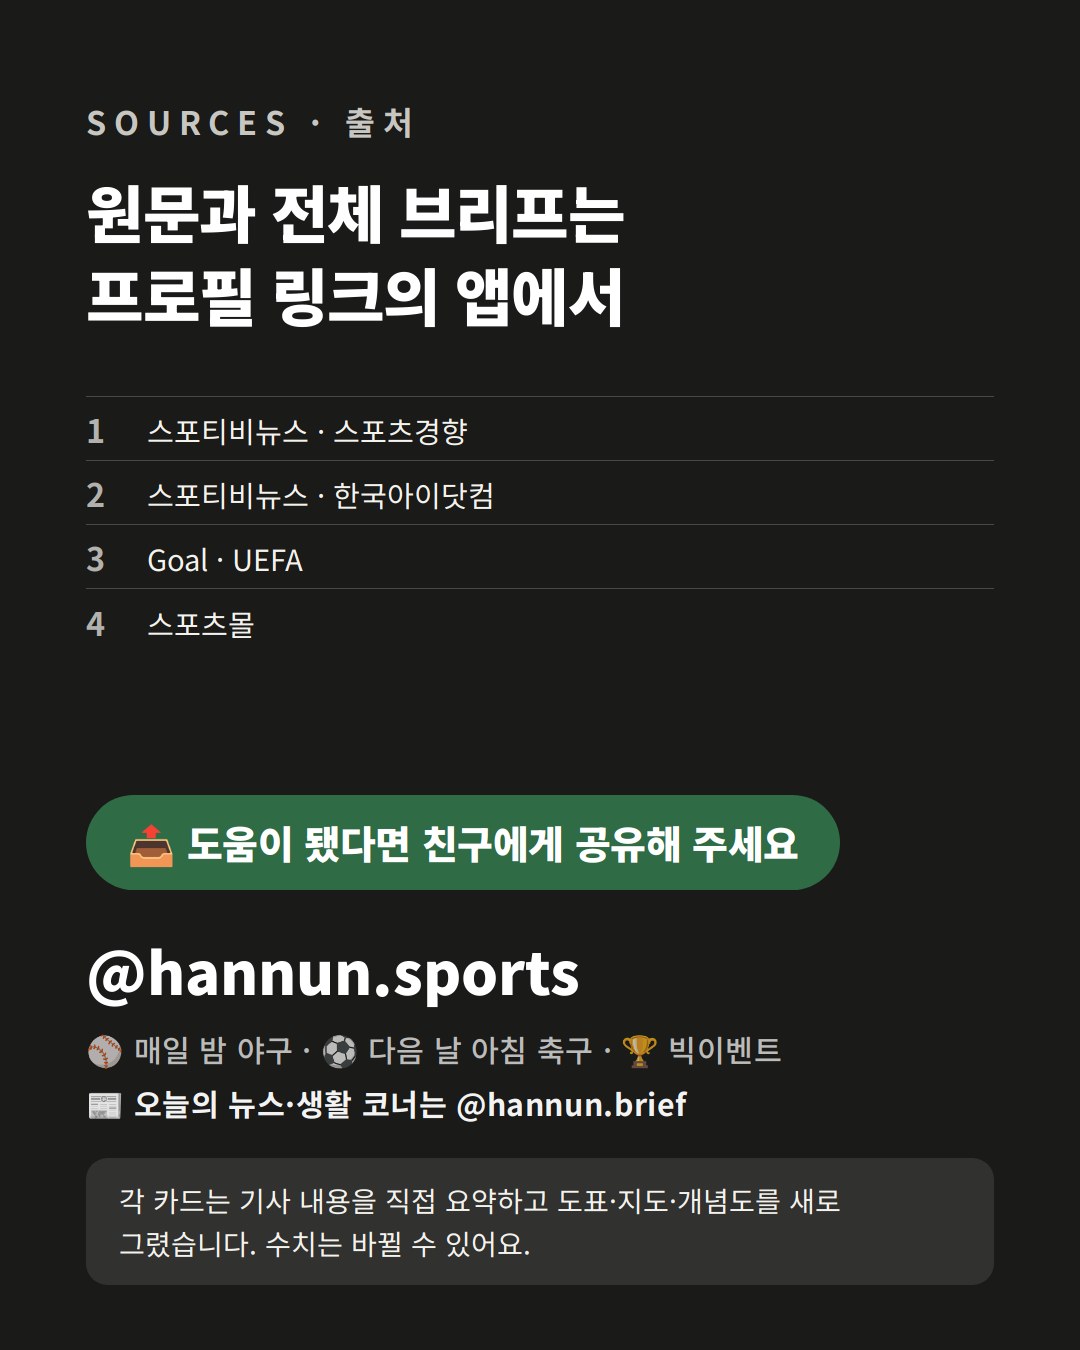 SOURCES · 출처
원문과 전체 브리프는
프로필 링크의 앱에서
1 스포티비뉴스 · 스포츠경향
2 스포티비뉴스 · 한국아이닷컴
3 Goal · UEFA
4 스포츠몰
📤 도움이 됐다면 친구에게 공유해 주세요
@hannun.sports
⚾ 매일 밤 야구 · ⚽ 다음 날 아침 축구 · 🏆 빅이벤트
📰 오늘의 뉴스·생활 코너는 @hannun.brief
각 카드는 기사 내용을 직접 요약하고 도표·지도·개념도를 새로
그렸습니다. 수치는 바뀔 수 있어요.